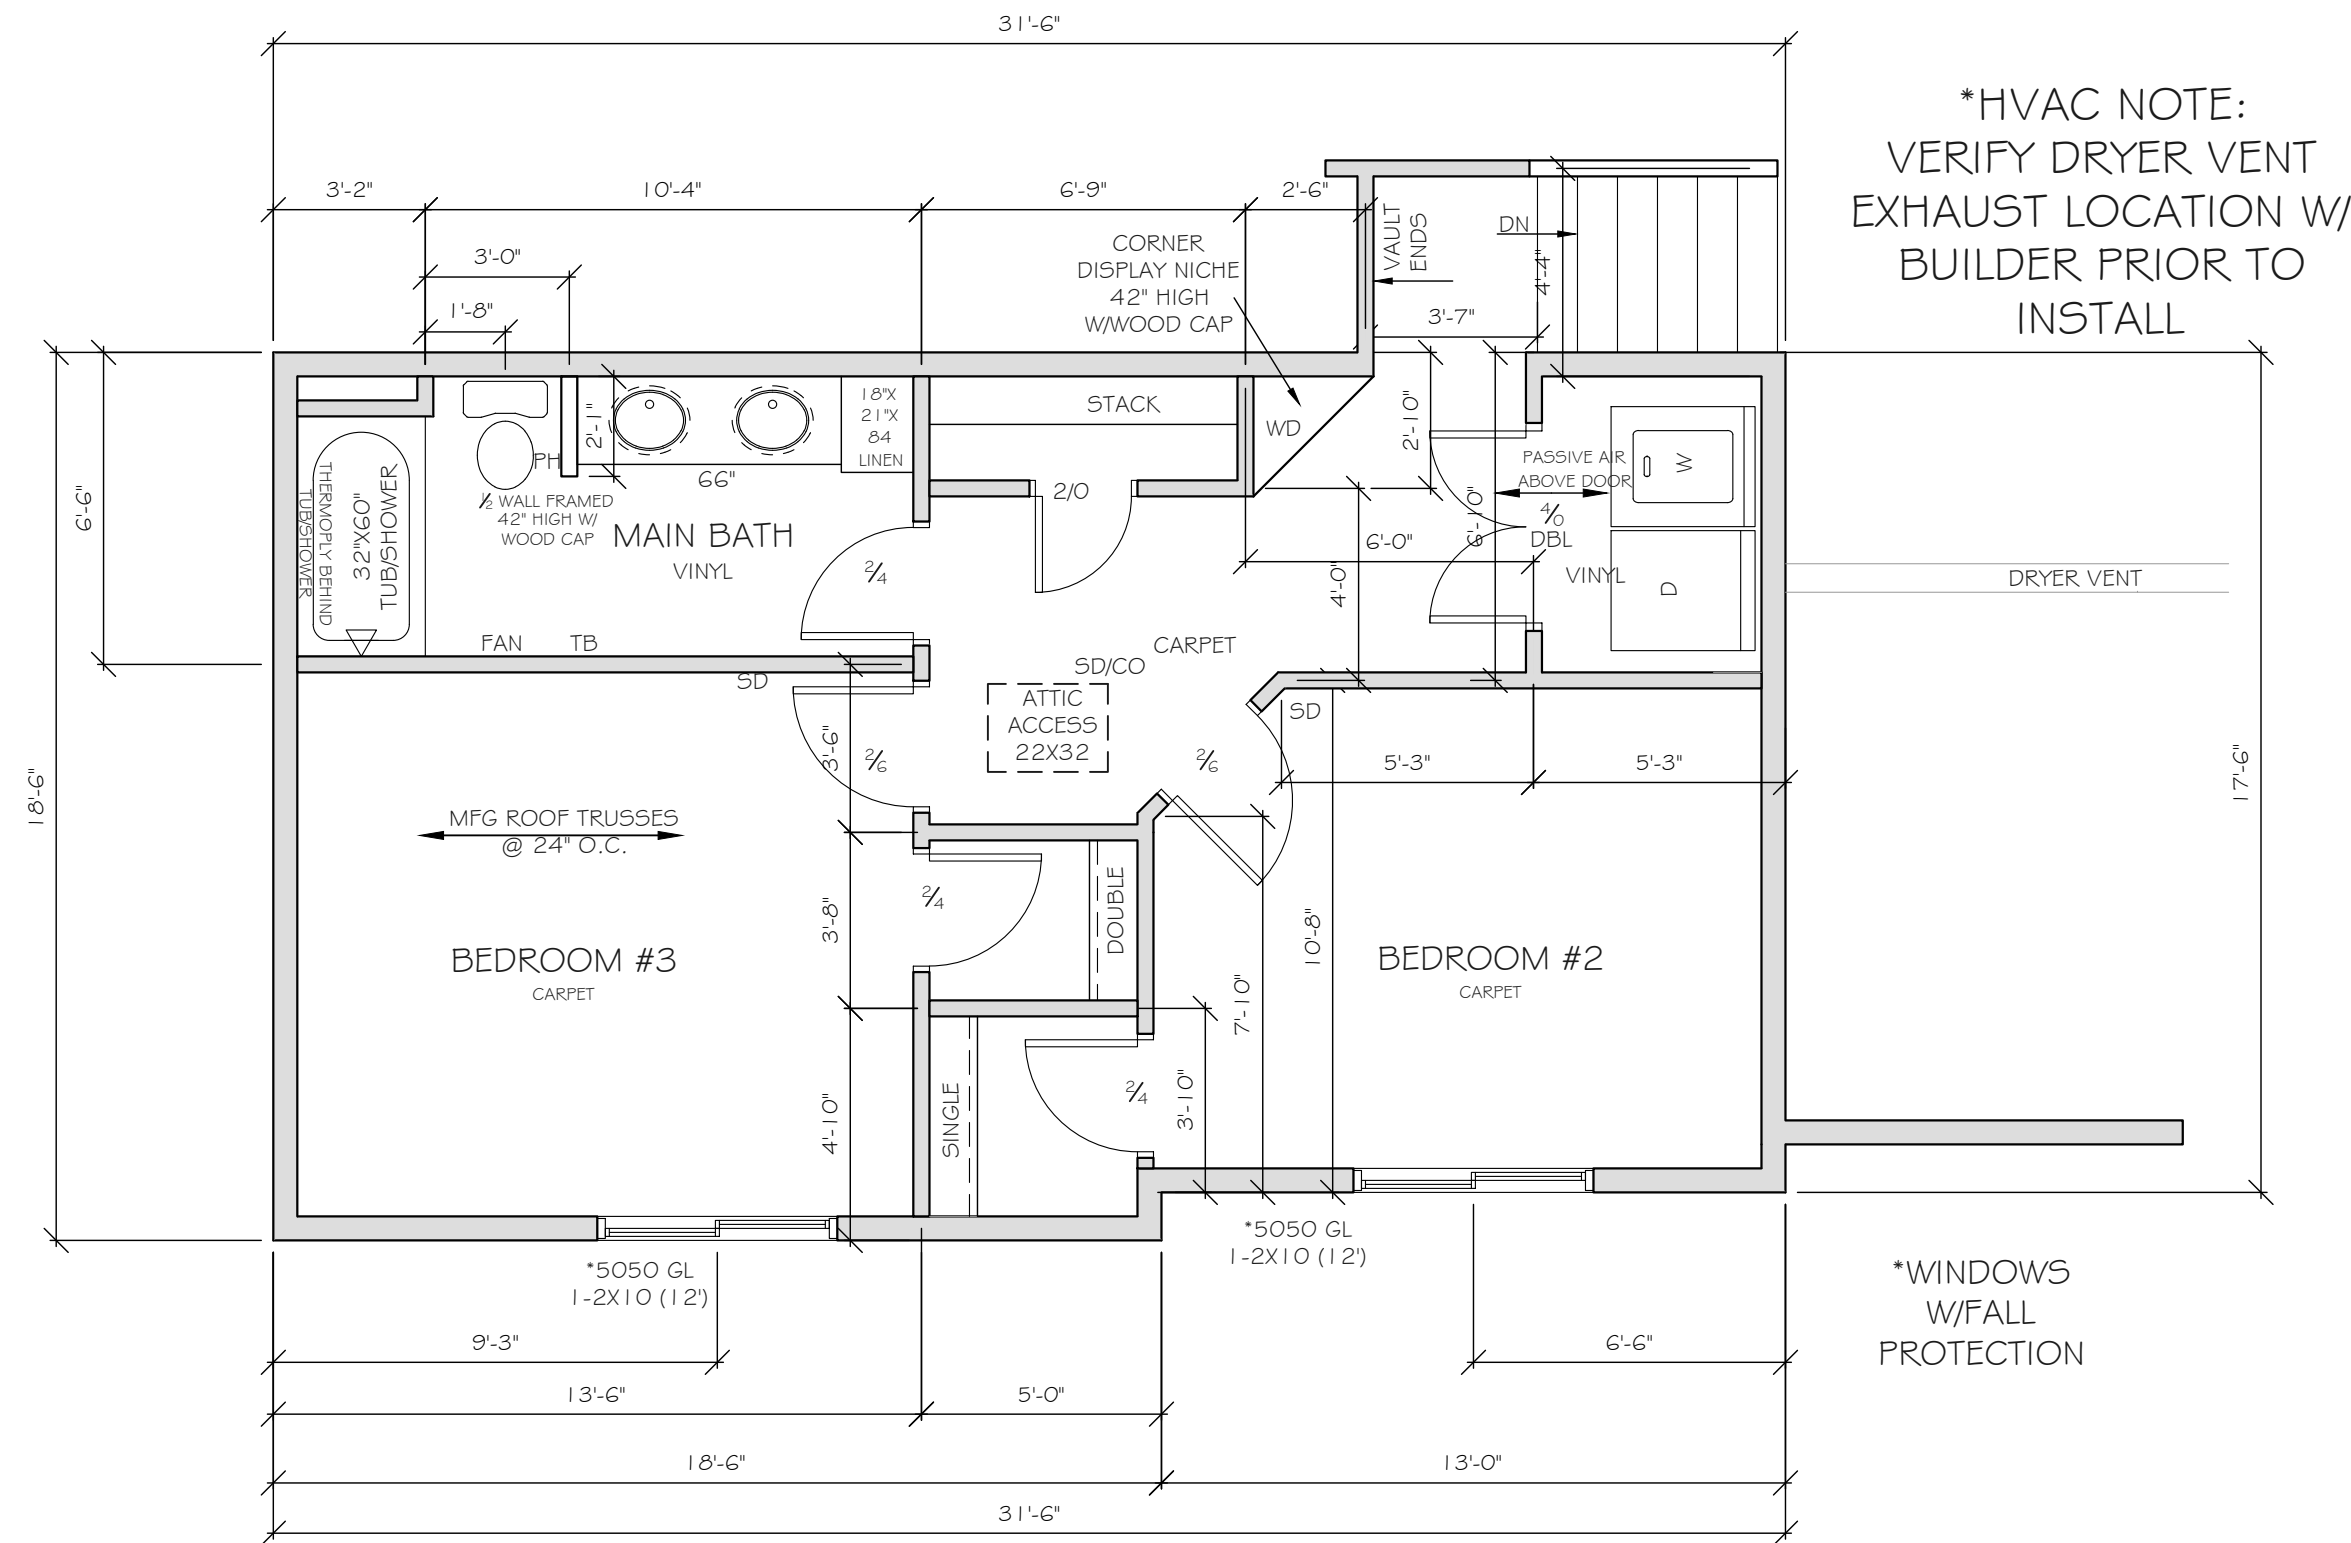 31'-6"
*HVAC NOTE:
VERIFY DRYER VENT
EXHAUST LOCATION W/
BUILDER PRIOR TO
INSTALL
3'-2"
10'-4"
6'-9"
2'-6"
3'-0"
1'-8"
CORNER
DISPLAY NICHE
42" HIGH
W/WOOD CAP
VAULT
ENDS
DN
4'-4"
3'-7"
18"X
21"X
84
LINEN
STACK
WD
2'-1"
2'-10"
PH
66"
2/0
PASSIVE AIR
ABOVE DOOR
4/0
DBL
W
6'-6"
THERMOPLY BEHIND
TUB/SHOWER
32"X60"
TUB/SHOWER
1/2 WALL FRAMED
42" HIGH W/
WOOD CAP
MAIN BATH
VINYL
2/4
6'-0"
6'-10"
4'-0"
VINYL
D
DRYER VENT
FAN
TB
CARPET
SD/CO
SD
SD
ATTIC
ACCESS
22X32
3'-6"
2/6
2/6
5'-3"
5'-3"
18'-6"
17'-6"
MFG ROOF TRUSSES
@ 24" O.C.
2/4
3'-8"
DOUBLE
10'-8"
BEDROOM #3
CARPET
BEDROOM #2
CARPET
7'-10"
4'-10"
SINGLE
2/4
3'-10"
*5050 GL
1-2X10 (12')
*5050 GL
1-2X10 (12')
*WINDOWS
W/FALL
PROTECTION
9'-3"
6'-6"
13'-6"
5'-0"
18'-6"
13'-0"
31'-6"